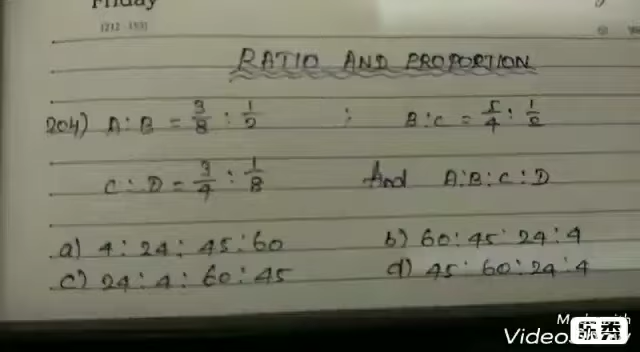 Friday
RATIO AND PROPORTION
204) A:B = 3/8 : 1/2 ; B:C = 5/4 : 1/2
C:D = 3/4 : 1/8 And A:B:C:D
a) 4:24:45:60 b) 60:45:24:4
c) 24:4:60:45 d) 45:60:24:4